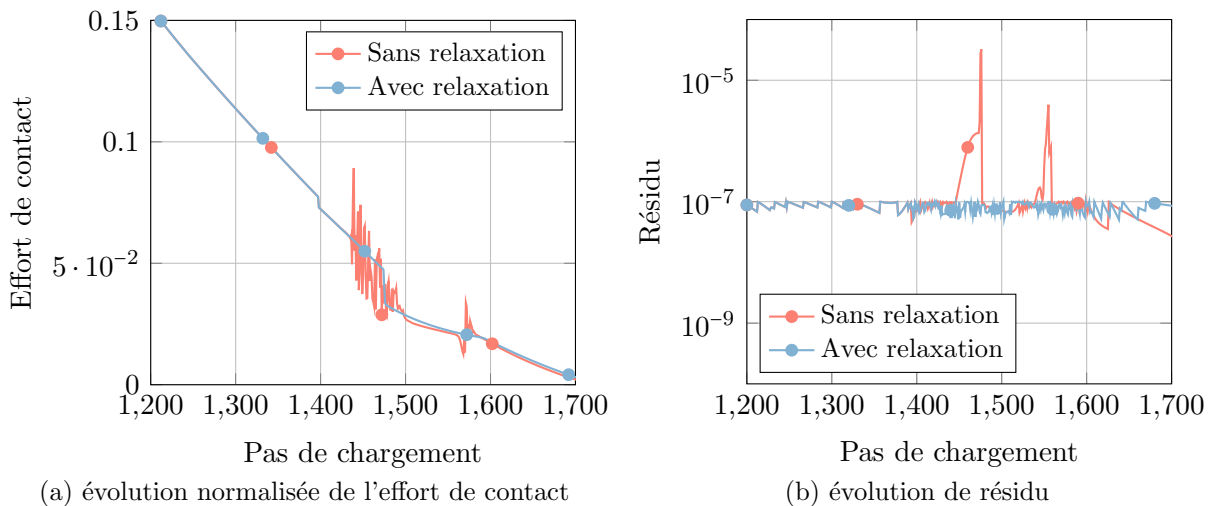 0.15
0.1
5 · 10⁻²
0
1,200 1,300 1,400 1,500 1,600 1,700
Effort de contact
Pas de chargement
Sans relaxation
Avec relaxation
(a) évolution normalisée de l'effort de contact
10⁻⁵
10⁻⁷
10⁻⁹
1,200 1,300 1,400 1,500 1,600 1,700
Résidu
Pas de chargement
Sans relaxation
Avec relaxation
(b) évolution de résidu